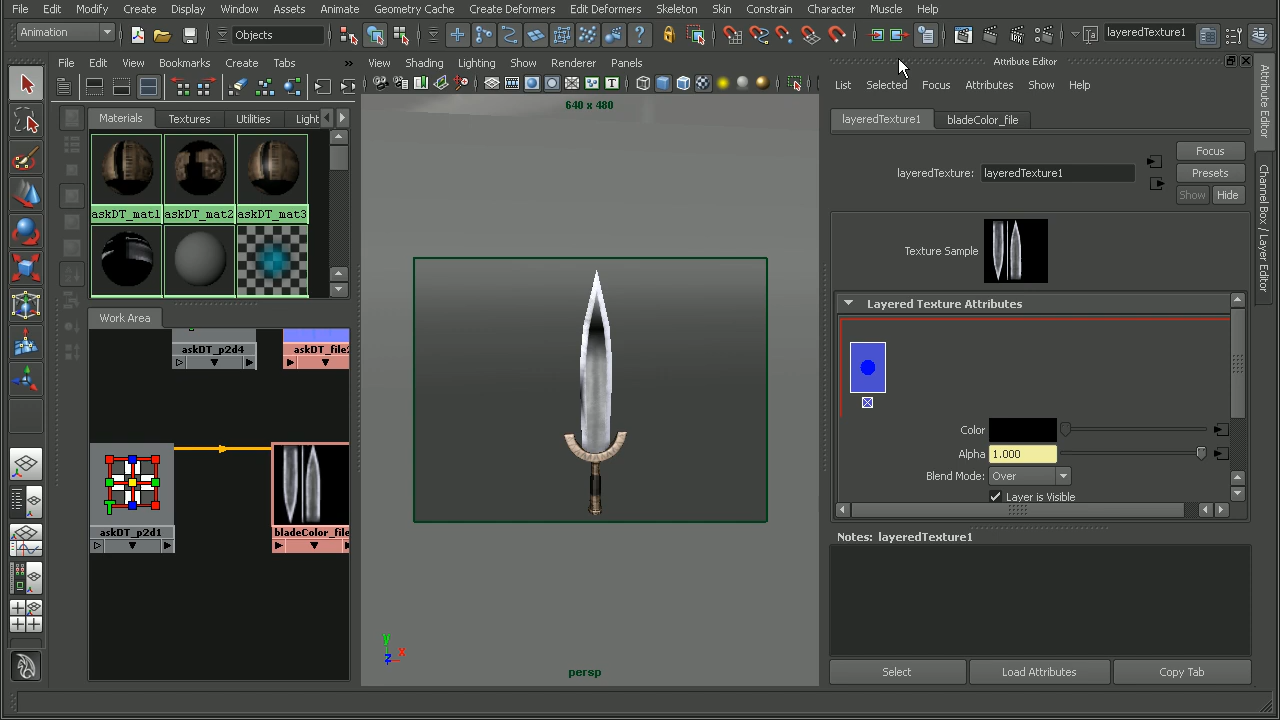 File Edit Modify Create Display Window Assets Animate Geometry Cache Create Deformers Edit Deformers Skeleton Skin Constrain Character Muscle Help
Animation Objects layeredTexture1
File Edit View Bookmarks Create Tabs »
View Shading Lighting Show Renderer Panels
Attribute Editor
List Selected Focus Attributes Show Help
Materials Textures Utilities Light
640 x 480
layeredTexture1 bladeColor_file
layeredTexture: layeredTexture1
Focus
Presets
Show Hide
Texture Sample
askDT_mat1 askDT_mat2 askDT_mat3
Work Area
askDT_p2d4
askDT_p2d1 bladeColor_file
Layered Texture Attributes
Color
Alpha 1.000
Blend Mode: Over
Layer is Visible
Notes: layeredTexture1
Select Load Attributes Copy Tab
y
x
z
persp
Attribute Editor
Channel Box / Layer Editor